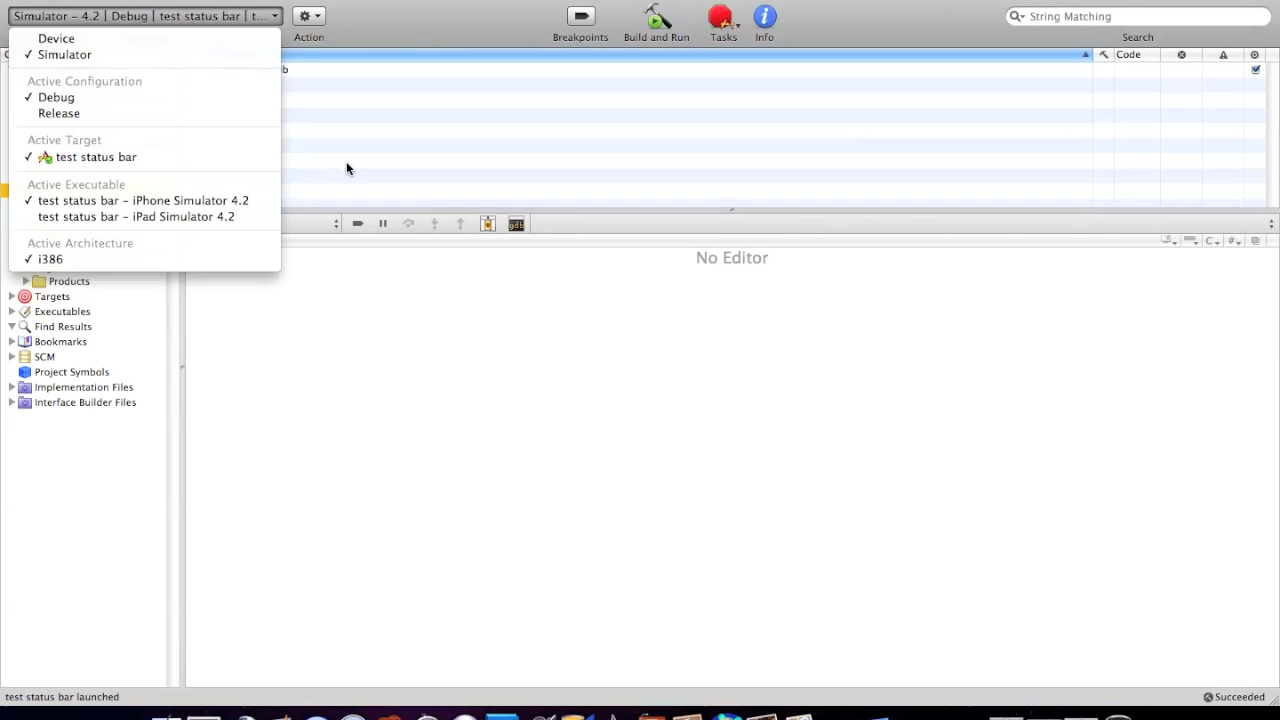 Simulator - 4.2 | Debug | test status bar | t...
Action
Breakpoints
Build and Run
Tasks
Info
String Matching
Search
Device
✓ Simulator
Active Configuration
✓ Debug
Release
Active Target
✓ test status bar
Active Executable
✓ test status bar - iPhone Simulator 4.2
test status bar - iPad Simulator 4.2
Active Architecture
✓ i386
Code
b
gdb
C
#
No Editor
Products
Targets
Executables
Find Results
Bookmarks
SCM
Project Symbols
Implementation Files
Interface Builder Files
test status bar launched
Succeeded